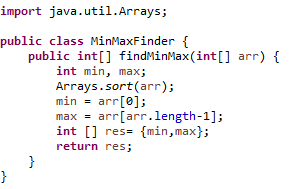 import java.util.Arrays;
public class MinMaxFinder {
    public int[] findMinMax(int[] arr) {
        int min, max;
        Arrays.sort(arr);
        min = arr[0];
        max = arr[arr.length-1];
        int [] res= {min,max};
        return res;
    }
}